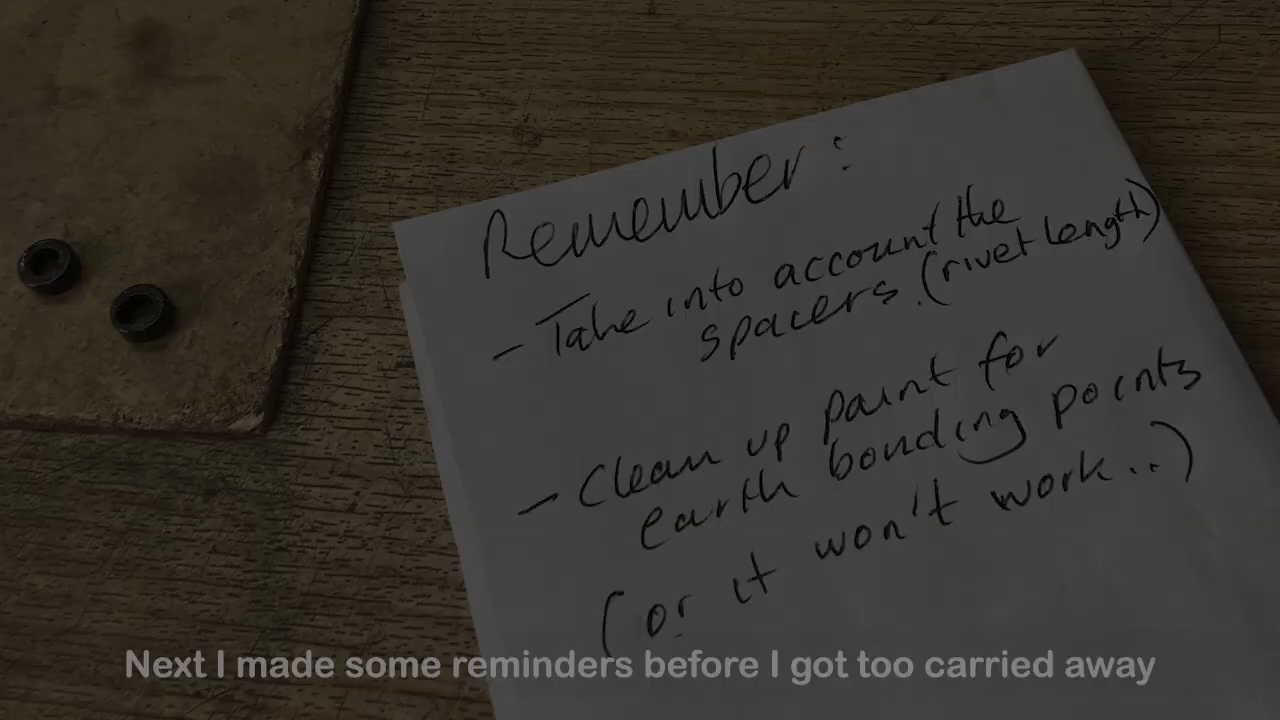 Remember:
- Take into account the
spacers (rivet length)
- Clean up paint for
earth bonding points
(or it won't work...)
Next I made some reminders before I got too carried away